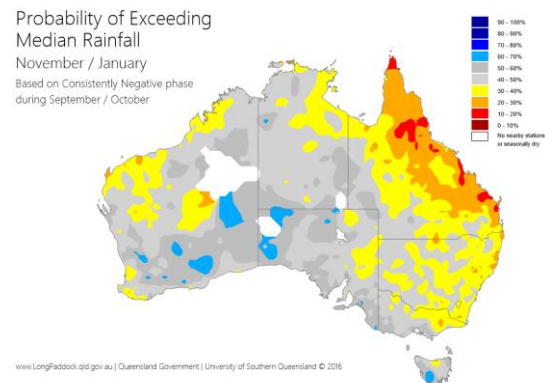 Probability of Exceeding
Median Rainfall
November / January
Based on Consistently Negative phase
during September / October
90 - 100%
80 - 90%
70 - 80%
60 - 70%
50 - 60%
40 - 50%
30 - 40%
20 - 30%
10 - 20%
0 - 10%
No nearby stations
or seasonally dry
www.LongPaddock.qld.gov.au | Queensland Government | University of Southern Queensland © 2016